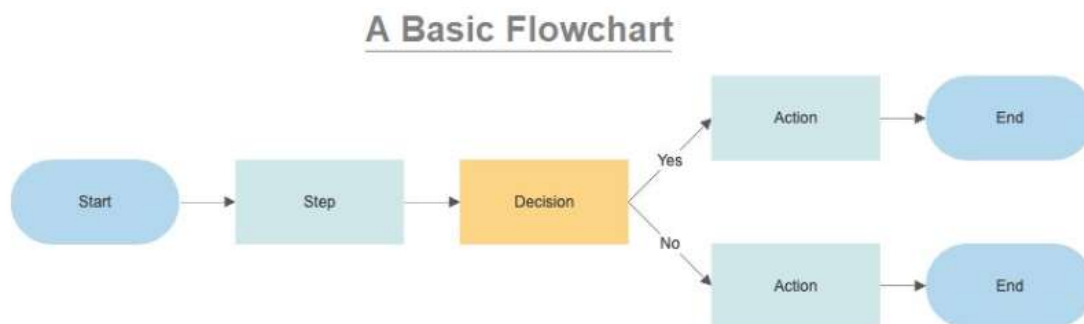 A Basic Flowchart
Start
Step
Decision
Yes
Action
End
No
Action
End